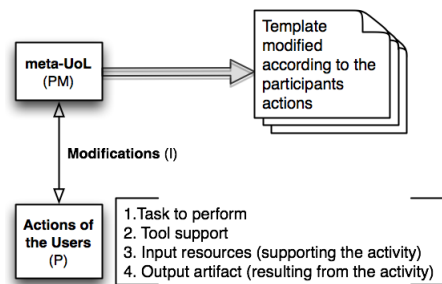 meta-UoL
(PM)
Template
modified
according to the
participants
actions
Modifications (I)
Actions of
the Users
(P)
1.Task to perform
2. Tool support
3. Input resources (supporting the activity)
4. Output artifact (resulting from the activity)